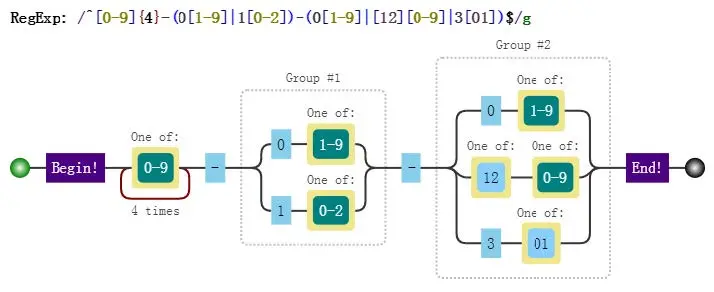 RegExp: /^[0-9]{4}-(0[1-9]|1[0-2])-(0[1-9]|[12][0-9]|3[01])$/g
Group #2
Group #1
One of:
0
1-9
One of:
0
1-9
One of:
Begin!
0-9
4 times
-
One of:
1
0-2
-
One of:
12
One of:
0-9
One of:
3
01
End!